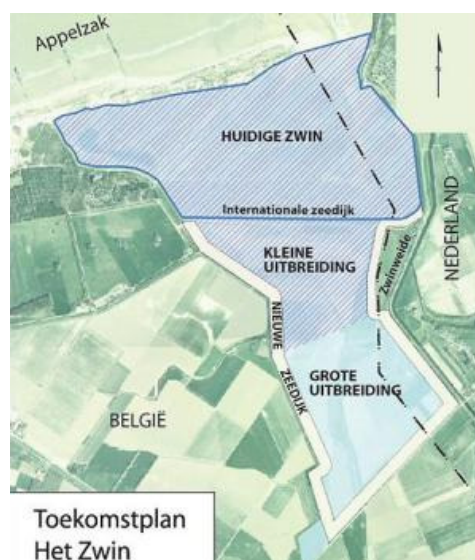 Appelzak
HUIDIGE ZWIN
Internationale zeedijk
KLEINE
UITBREIDING
Zwinweide
NEDERLAND
NIEUWE
ZEEDIJK
GROTE
UITBREIDING
BELGIË
Toekomstplan
Het Zwin